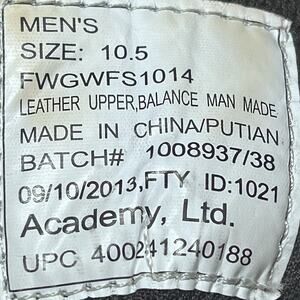 MEN'S
SIZE: 10.5
FWGWFS1014
LEATHER UPPER,BALANCE MAN MADE
MADE IN CHINA/PUTIAN
BATCH# 1008937/38
09/10/2013,FTY ID:1021
Academy, Ltd.
UPC 400241240188